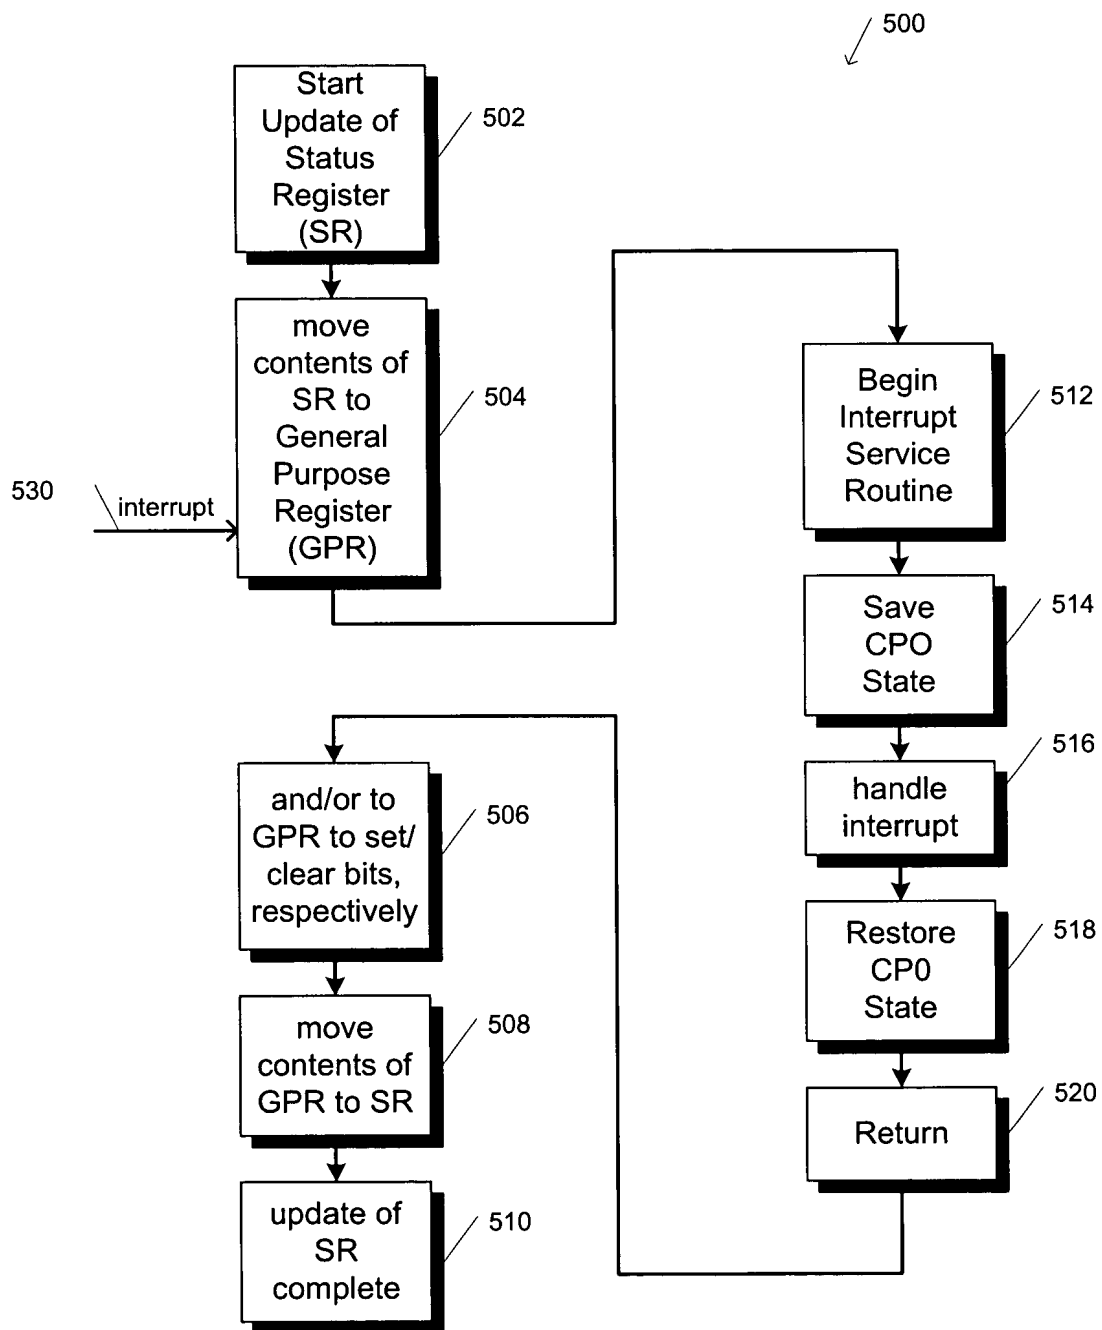 500
Start
Update of
Status
Register
(SR)
502
move
contents of
SR to
General
Purpose
Register
(GPR)
504
530
interrupt
Begin
Interrupt
Service
Routine
512
Save
CPO
State
514
handle
interrupt
516
Restore
CP0
State
518
Return
520
and/or to
GPR to set/
clear bits,
respectively
506
move
contents of
GPR to SR
508
update of
SR
complete
510